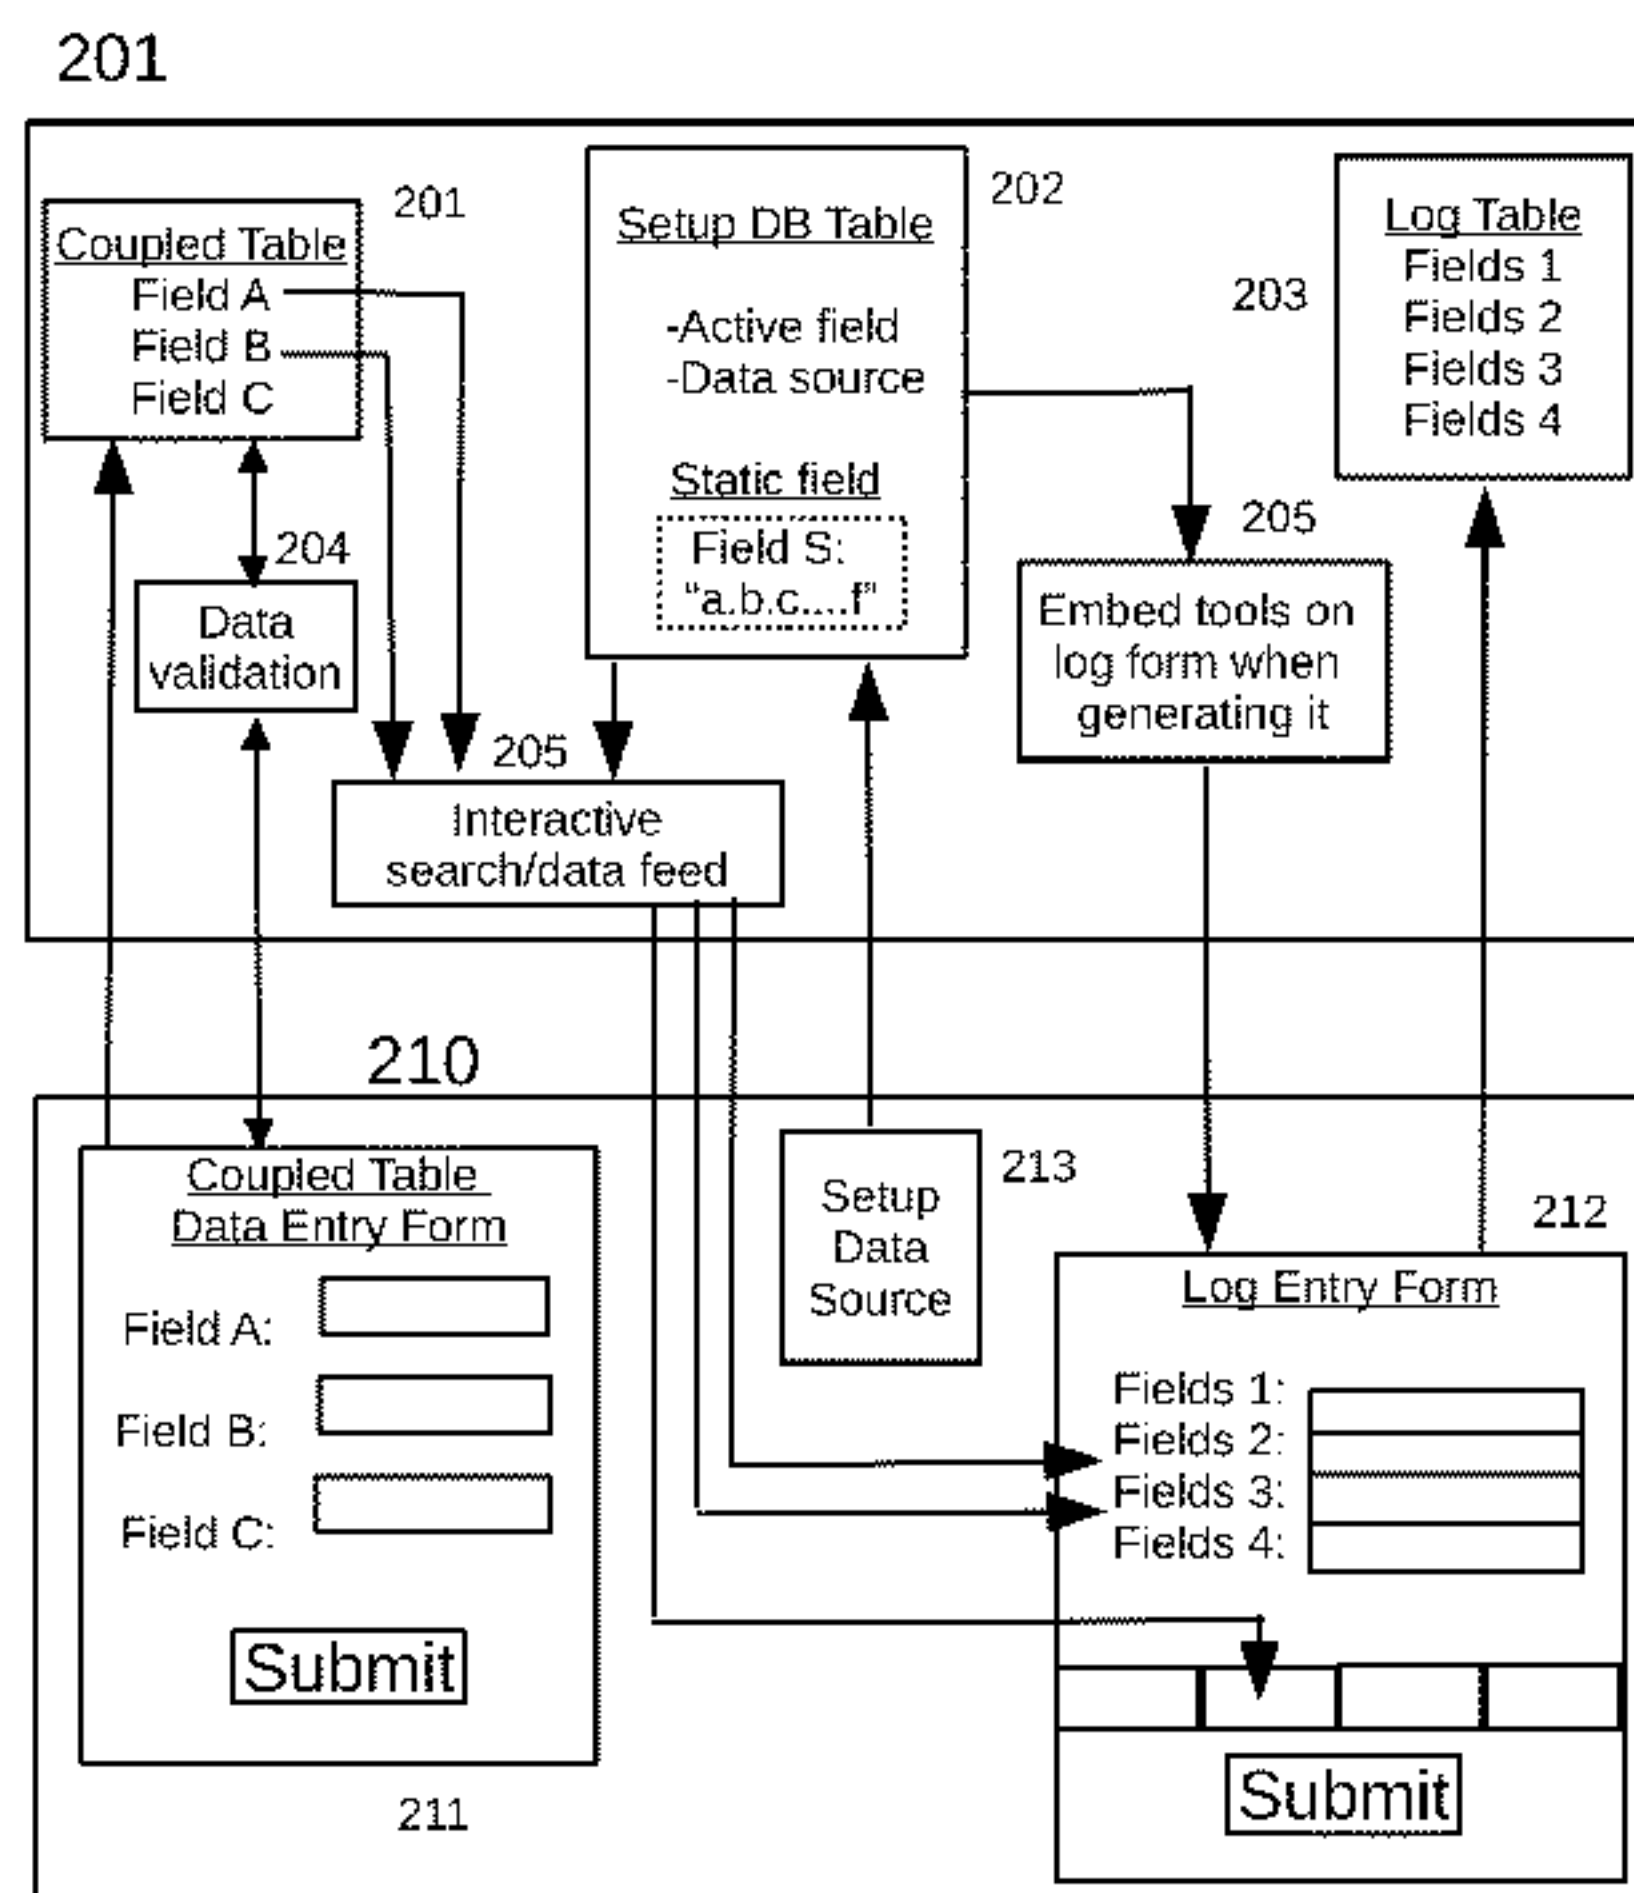 201
201
Coupled Table
Field A
Field B
Field C
202
Setup DB Table
-Active field
-Data source
Static field
Field S:
"a.b.c....f"
203
Log Table
Fields 1
Fields 2
Fields 3
Fields 4
204
Data
validation
205
Interactive
search/data feed
205
Embed tools on
log form when
generating it
210
Coupled Table
Data Entry Form
Field A:
Field B:
Field C:
Submit
211
213
Setup
Data
Source
212
Log Entry Form
Fields 1:
Fields 2:
Fields 3:
Fields 4:
Submit